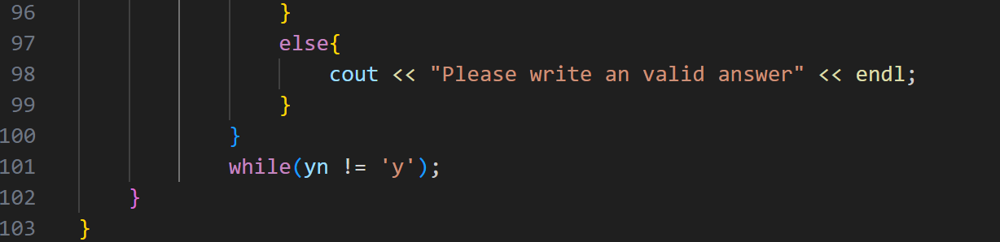 96 }
97 else{
98 cout << "Please write an valid answer" << endl;
99 }
100 }
101 while(yn != 'y');
102 }
103 }